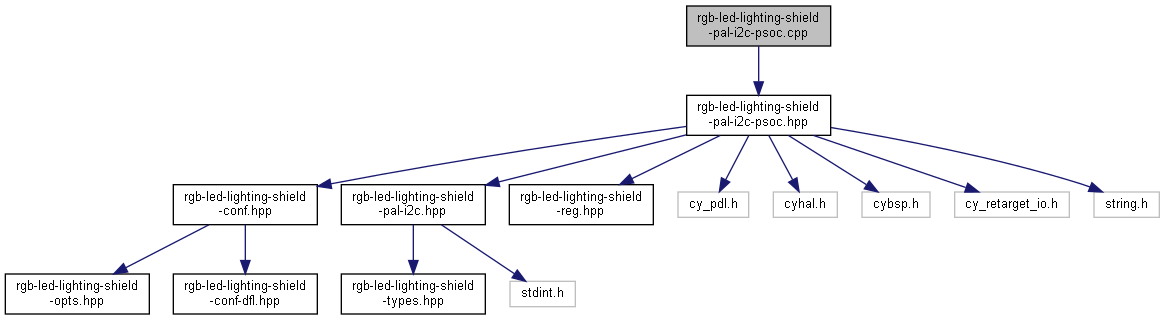 rgb-led-lighting-shield
-pal-i2c-psoc.cpp
rgb-led-lighting-shield
-pal-i2c-psoc.hpp
rgb-led-lighting-shield
-conf.hpp
rgb-led-lighting-shield
-pal-i2c.hpp
rgb-led-lighting-shield
-reg.hpp
cy_pdl.h
cyhal.h
cybsp.h
cy_retarget_io.h
string.h
rgb-led-lighting-shield
-opts.hpp
rgb-led-lighting-shield
-conf-dfl.hpp
rgb-led-lighting-shield
-types.hpp
stdint.h